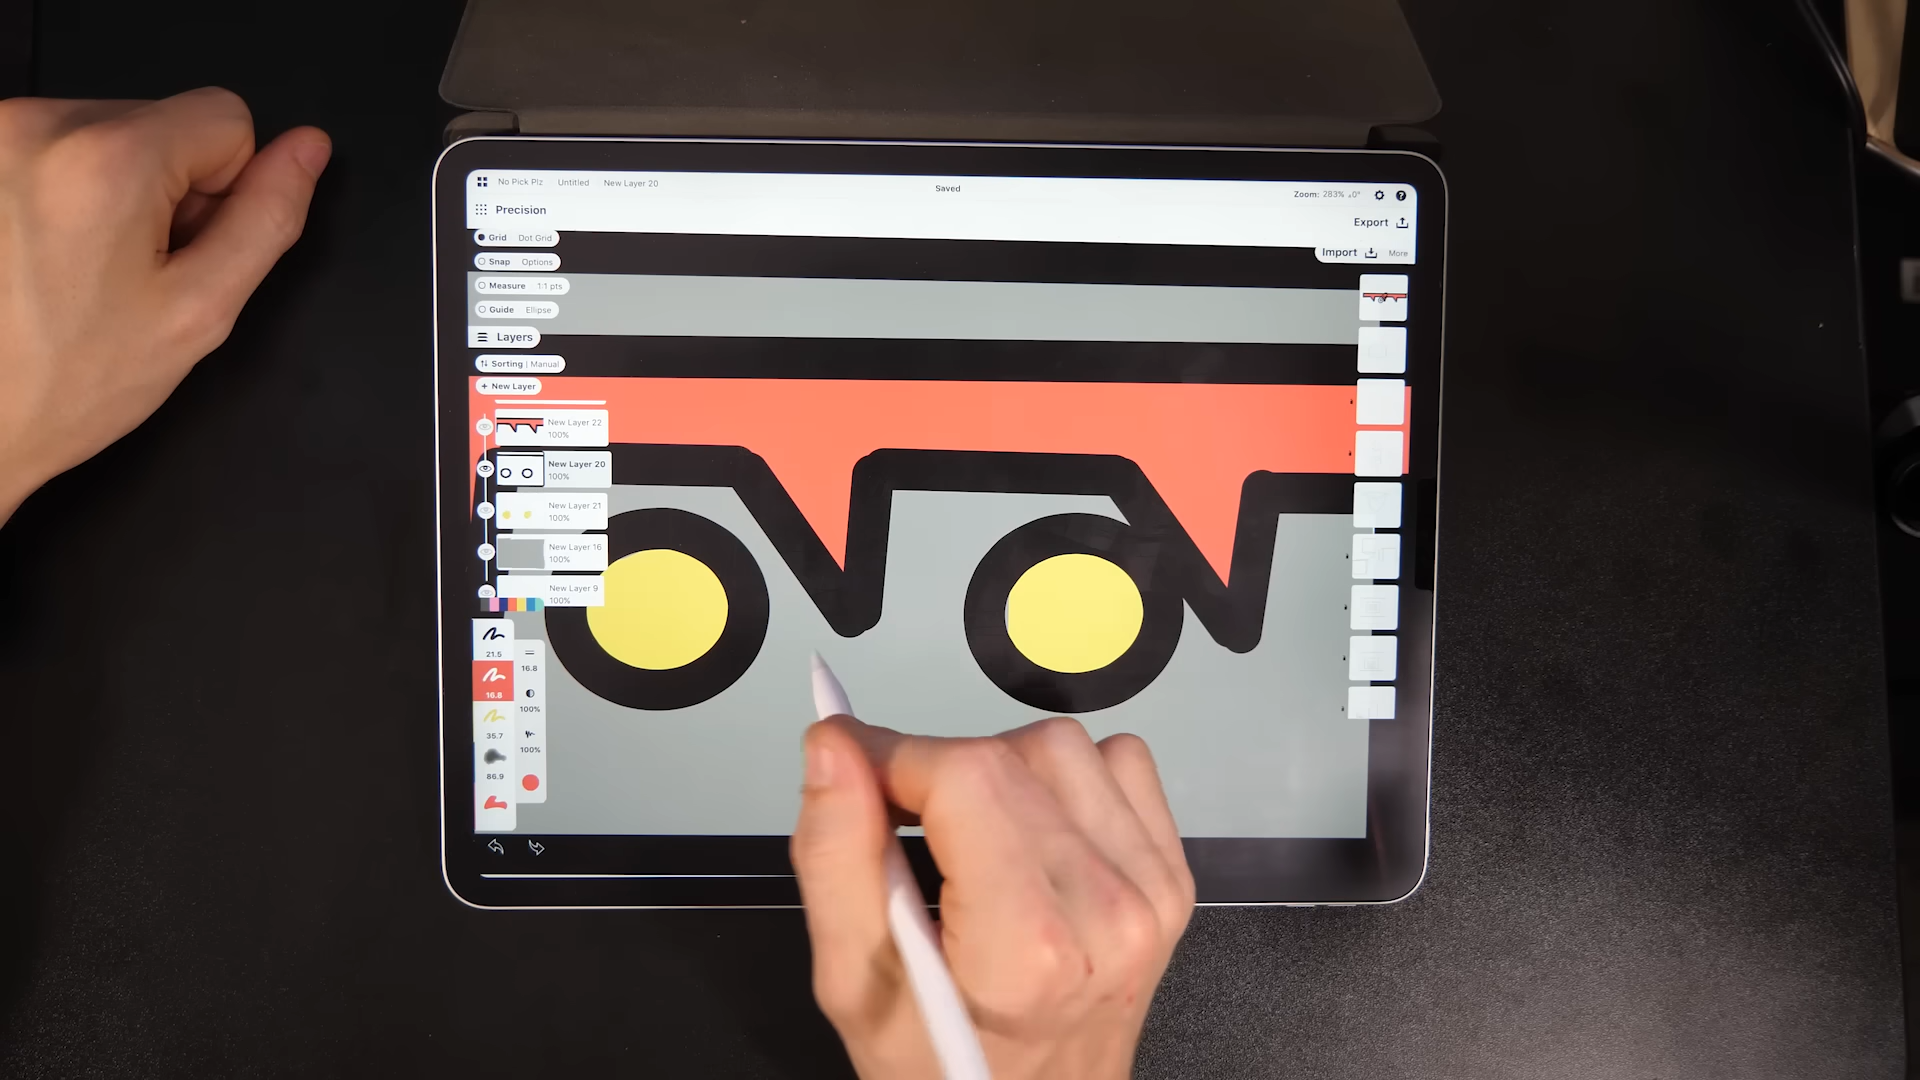 No Pick Plz Untitled New Layer 20
Saved
Zoom: 283% ⊿0°
Precision
Export
Grid Dot Grid
Import More
Snap Options
Measure 1:1 pts
Guide Ellipse
Layers
Sorting | Manual
+ New Layer
New Layer 22
100%
New Layer 20
100%
New Layer 21
100%
New Layer 16
100%
New Layer 9
100%
21.5
16.8
16.8
100%
35.7
100%
86.9